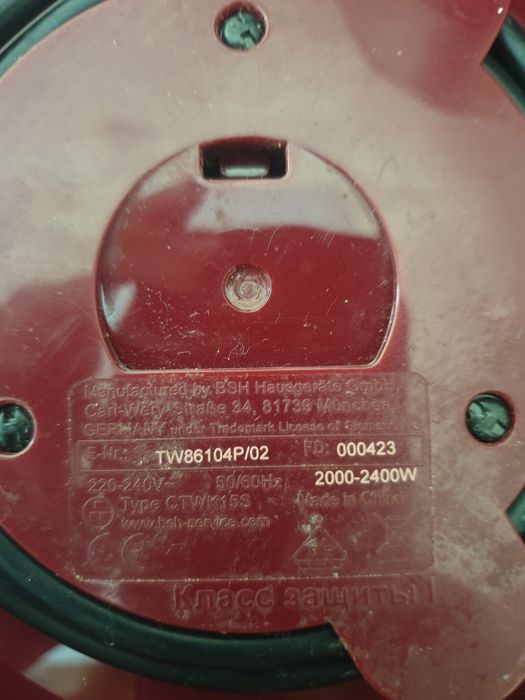 Manufactured by BSH Hausgeräte GmbH,
Carl-Wery-Straße 34, 81739 München,
GERMANY under Trademark License of Siemens
E-Nr.: TW86104P/02 FD: 000423
220-240V~ 50/60Hz 2000-2400W
Type CTWK15S Made in China
www.bsh-service.com
Класс защиты I